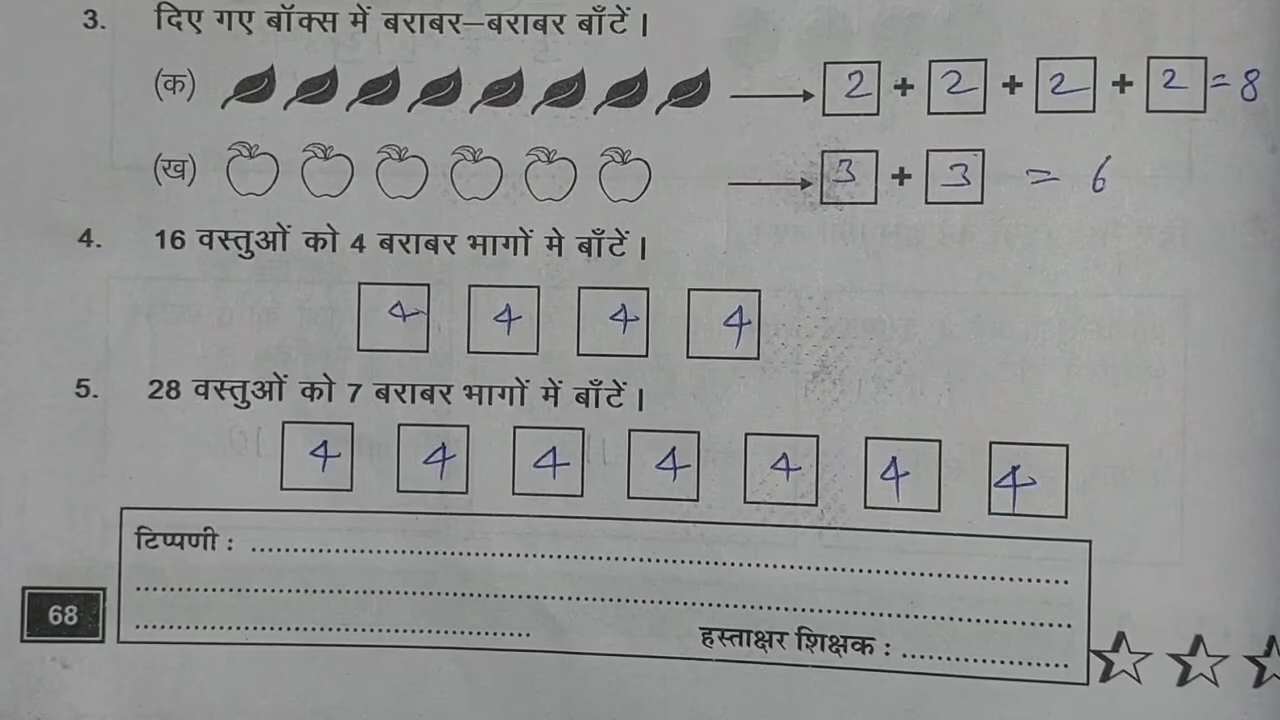 3. दिए गए बॉक्स में बराबर–बराबर बाँटें।
(क) 2 + 2 + 2 + 2 = 8
(ख) 3 + 3 = 6
4. 16 वस्तुओं को 4 बराबर भागों मे बाँटें।
4 4 4 4
5. 28 वस्तुओं को 7 बराबर भागों में बाँटें।
4 4 4 4 4 4 4
टिप्पणी :
68
हस्ताक्षर शिक्षक :